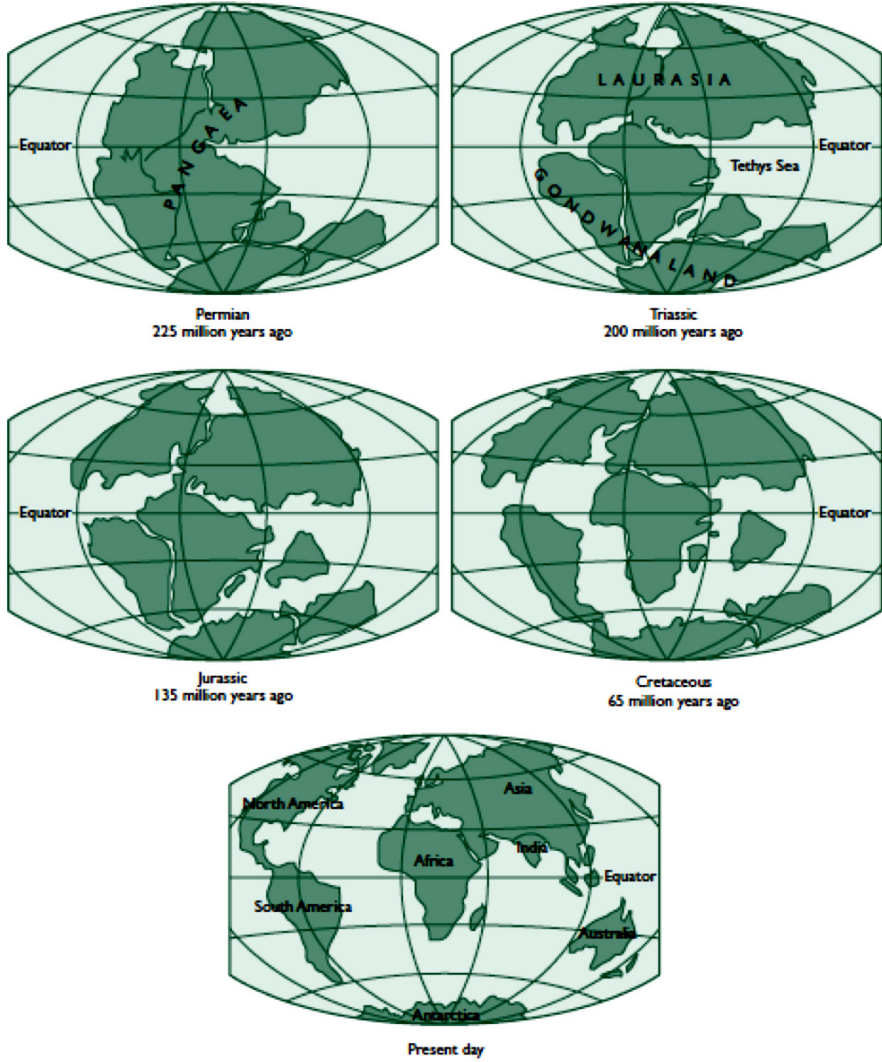 Equator
PANGAEA
Permian
225 million years ago
LAURASIA
Equator
Tethys Sea
GONDWANALAND
Triassic
200 million years ago
Equator
Jurassic
135 million years ago
Equator
Cretaceous
65 million years ago
North America
Asia
India
Africa
Equator
South America
Australia
Antarctica
Present day